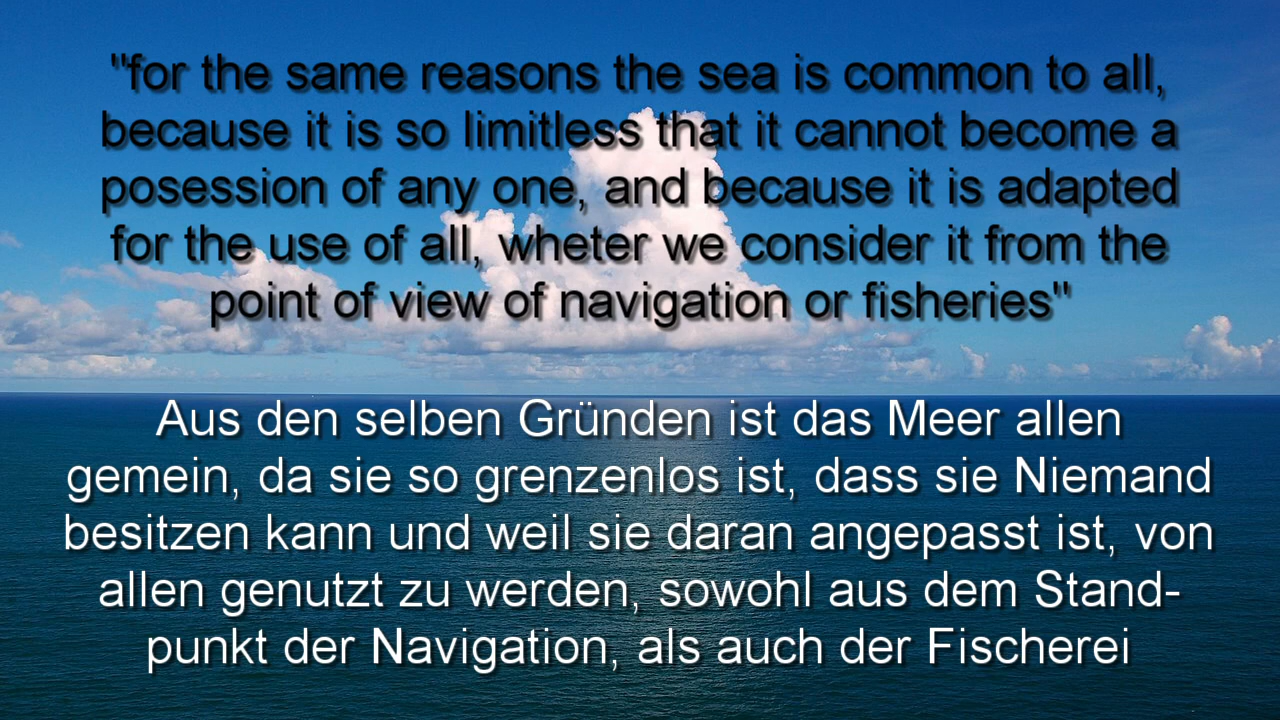 "for the same reasons the sea is common to all,
because it is so limitless that it cannot become a
posession of any one, and because it is adapted
for the use of all, wheter we consider it from the
point of view of navigation or fisheries"
Aus den selben Gründen ist das Meer allen
gemein, da sie so grenzenlos ist, dass sie Niemand
besitzen kann und weil sie daran angepasst ist, von
allen genutzt zu werden, sowohl aus dem Stand-
punkt der Navigation, als auch der Fischerei